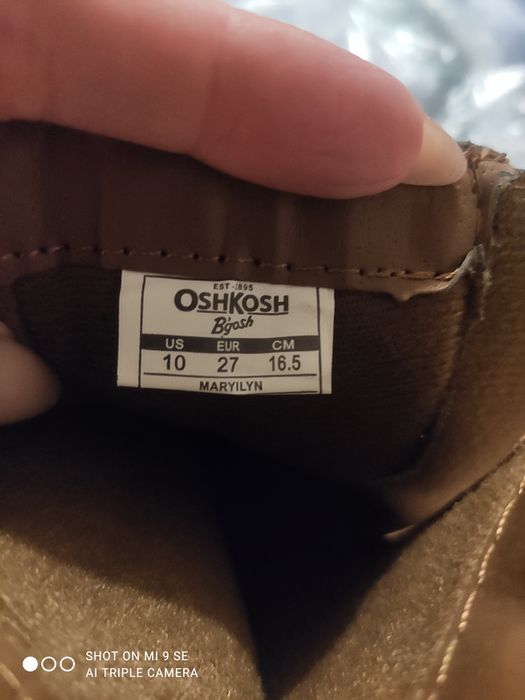 EST·1895
OSHKOSH
B'gosh
US EUR CM
10 27 16.5
MARYILYN
SHOT ON MI 9 SE
AI TRIPLE CAMERA